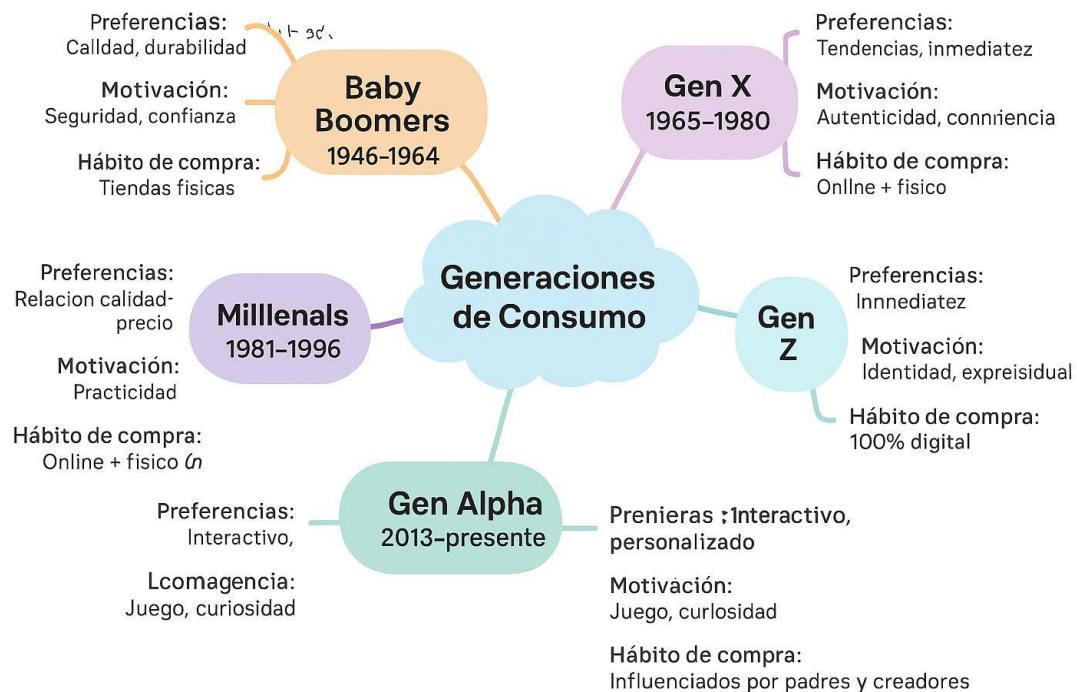 Preferencias:
Calldad, durabilidad
Motivación:
Seguridad, confianza
Hábito de compra:
Tiendas fisicas
Baby
Boomers
1946–1964
Gen X
1965–1980
Preferencias:
Tendencias, inmediatez
Motivación:
Autenticidad,
Hábito de compra:
Onllne + fisico
Generaciones
de Consumo
Preferencias:
Relacion calidad-
precio
Motivación:
Practicidad
Hábito de compra:
Online + fisico
Milllenals
1981–1996
Gen
Z
Preferencias:
Innnediatez
Motivación:
Identidad, expreisidual
Hábito de compra:
100% digital
Gen Alpha
2013–presente
Preferencias:
Interactivo,
Lcomagencia:
Juego, curiosidad
Prenieras :Interactivo,
personalizado
Motivación:
Juego, curlosidad
Hábito de compra:
Influenciados por padres y creadores